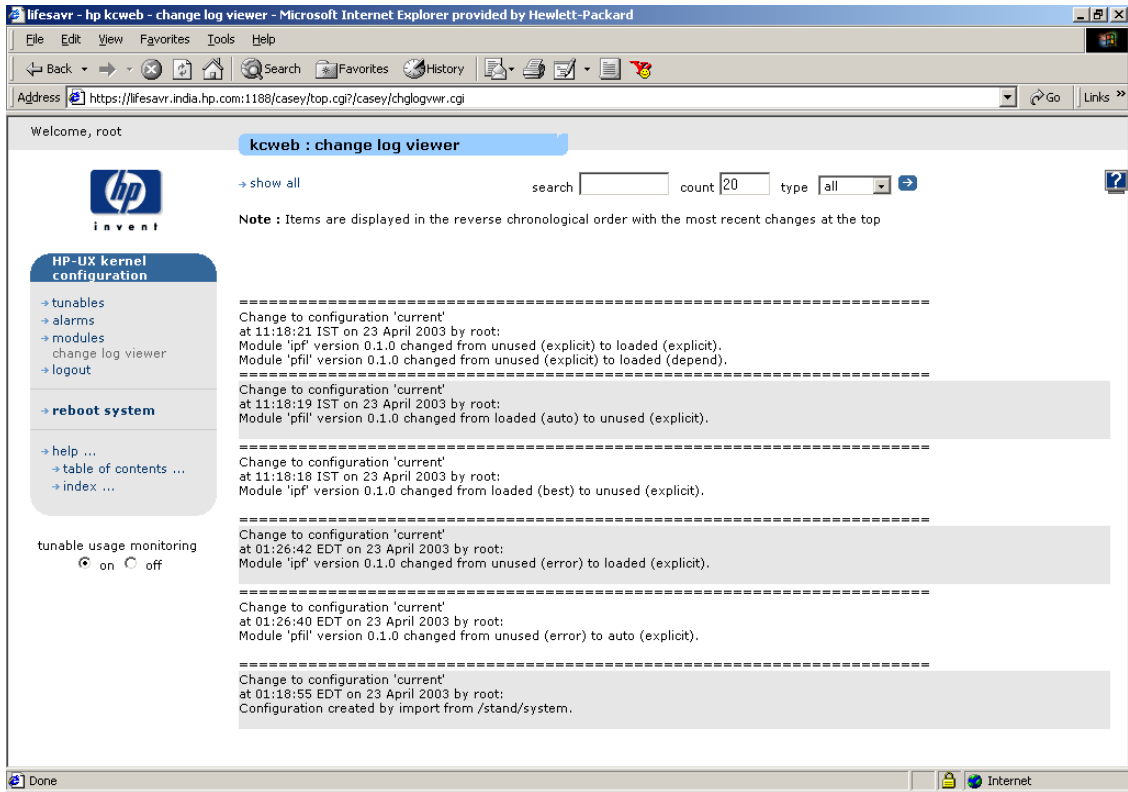 lifesavr - hp kcweb - change log viewer - Microsoft Internet Explorer provided by Hewlett-Packard
File Edit View Favorites Tools Help
Back Search Favorites History
Address https://lifesavr.india.hp.com:1188/casey/top.cgi?/casey/chglogvwr.cgi Go Links »
Welcome, root
kcweb : change log viewer
hp
invent
show all search count 20 type all ?
Note : Items are displayed in the reverse chronological order with the most recent changes at the top
HP-UX kernel
configuration
tunables
alarms
modules
change log viewer
logout
reboot system
help ...
table of contents ...
index ...
tunable usage monitoring
on off
======================================================================
Change to configuration 'current'
at 11:18:21 IST on 23 April 2003 by root:
Module 'ipf' version 0.1.0 changed from unused (explicit) to loaded (explicit).
Module 'pfil' version 0.1.0 changed from unused (explicit) to loaded (depend).
======================================================================
Change to configuration 'current'
at 11:18:19 IST on 23 April 2003 by root:
Module 'pfil' version 0.1.0 changed from loaded (auto) to unused (explicit).
======================================================================
Change to configuration 'current'
at 11:18:18 IST on 23 April 2003 by root:
Module 'ipf' version 0.1.0 changed from loaded (best) to unused (explicit).
======================================================================
Change to configuration 'current'
at 01:26:42 EDT on 23 April 2003 by root:
Module 'ipf' version 0.1.0 changed from unused (error) to loaded (explicit).
======================================================================
Change to configuration 'current'
at 01:26:40 EDT on 23 April 2003 by root:
Module 'pfil' version 0.1.0 changed from unused (error) to auto (explicit).
======================================================================
Change to configuration 'current'
at 01:18:55 EDT on 23 April 2003 by root:
Configuration created by import from /stand/system.
Done Internet